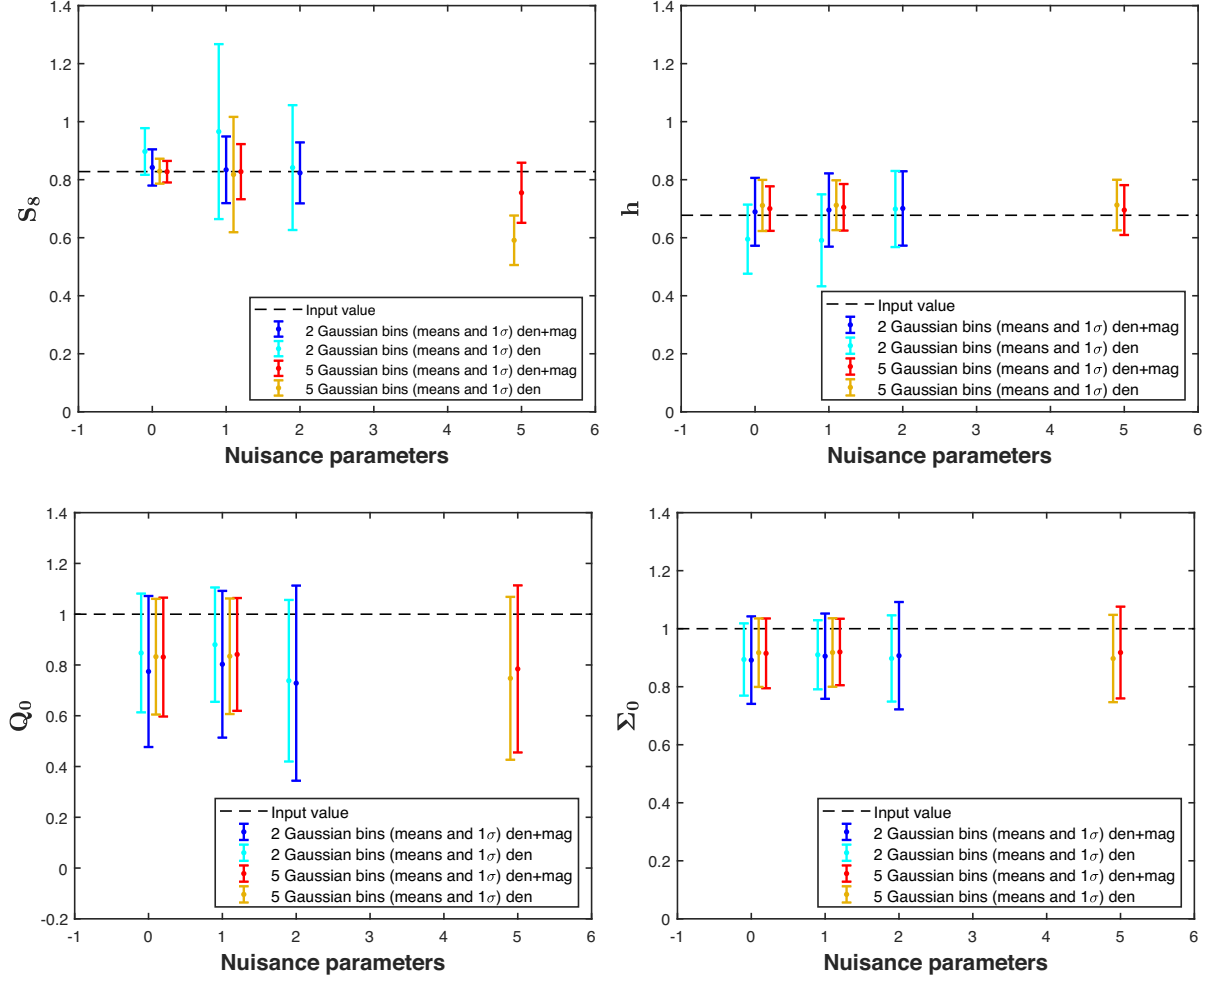 1.4
1.2
1
0.8
0.6
0.4
0.2
0
S₈
Input value
2 Gaussian bins (means and 1σ) den+mag
2 Gaussian bins (means and 1σ) den
5 Gaussian bins (means and 1σ) den+mag
5 Gaussian bins (means and 1σ) den
-1 0 1 2 3 4 5 6
Nuisance parameters
1.4
1.2
1
0.8
0.6
0.4
0.2
0
h
Input value
2 Gaussian bins (means and 1σ) den+mag
2 Gaussian bins (means and 1σ) den
5 Gaussian bins (means and 1σ) den+mag
5 Gaussian bins (means and 1σ) den
-1 0 1 2 3 4 5 6
Nuisance parameters
1.4
1.2
1
0.8
0.6
0.4
0.2
0
-0.2
Q₀
Input value
2 Gaussian bins (means and 1σ) den+mag
2 Gaussian bins (means and 1σ) den
5 Gaussian bins (means and 1σ) den+mag
5 Gaussian bins (means and 1σ) den
-1 0 1 2 3 4 5 6
Nuisance parameters
1.4
1.2
1
0.8
0.6
0.4
0.2
0
Σ₀
Input value
2 Gaussian bins (means and 1σ) den+mag
2 Gaussian bins (means and 1σ) den
5 Gaussian bins (means and 1σ) den+mag
5 Gaussian bins (means and 1σ) den
-1 0 1 2 3 4 5 6
Nuisance parameters